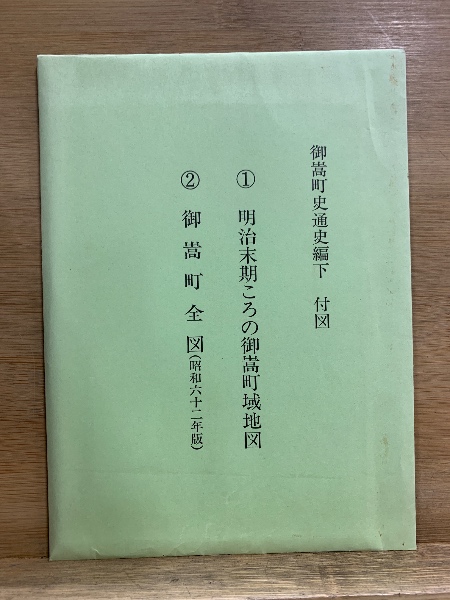 御嵩町史通史編下　付図
① 明治末期ころの御嵩町域地図
② 御嵩町全図(昭和六十二年版)